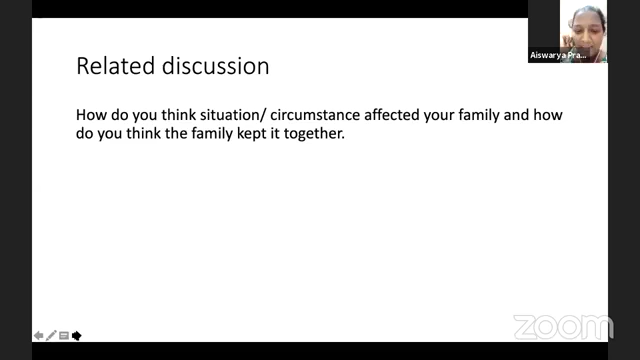 Aiswarya Pra...
Related discussion
How do you think situation/ circumstance affected your family and how
do you think the family kept it together.
zoom